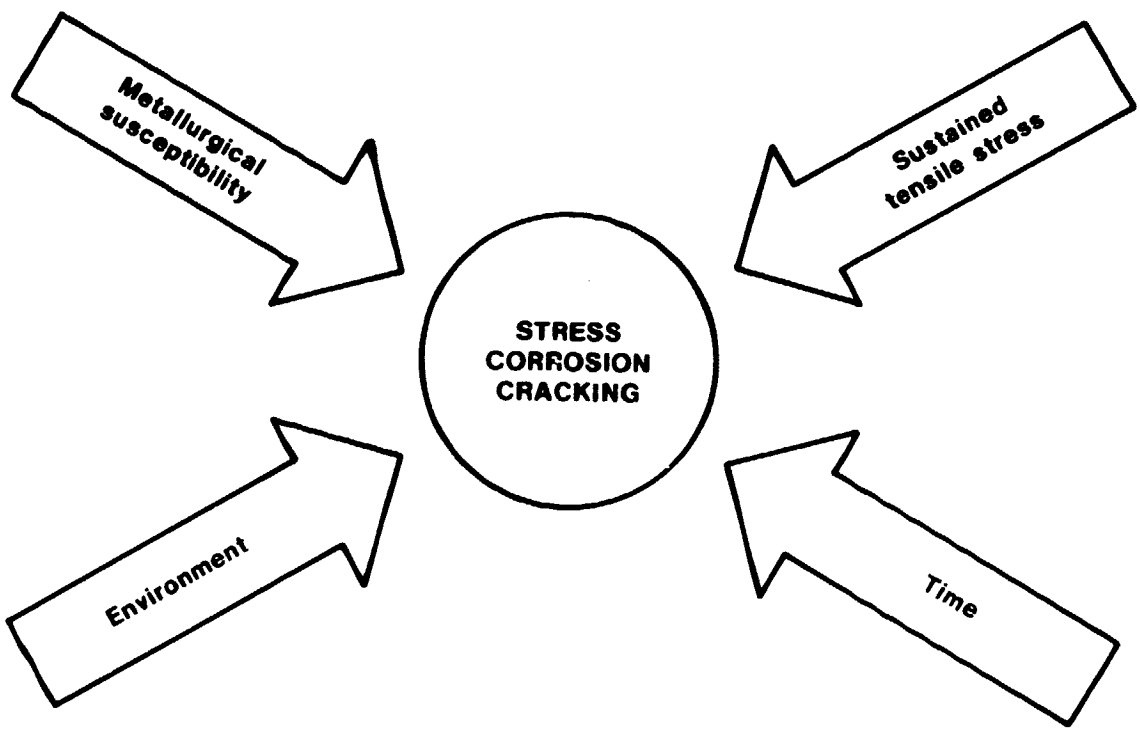 Metallurgical
susceptibility
Sustained
tensile stress
STRESS
CORROSION
CRACKING
Environment
Time